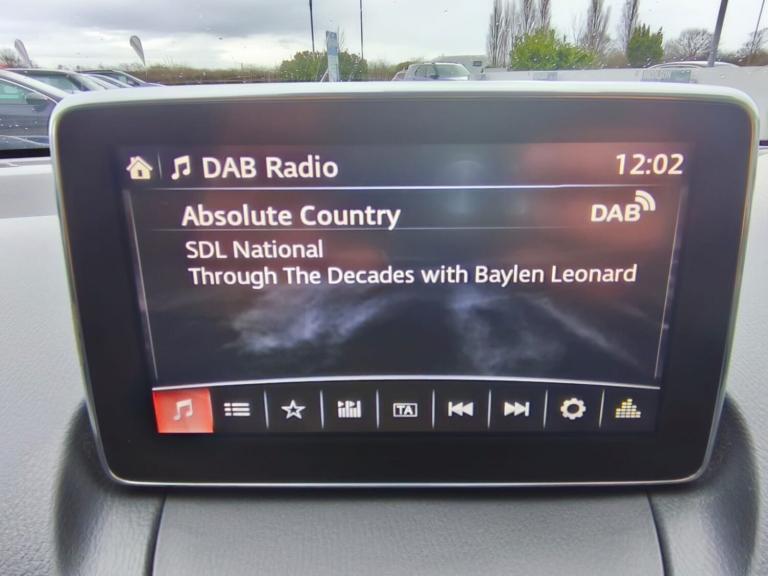 DAB Radio 12:02
Absolute Country DAB
SDL National
Through The Decades with Baylen Leonard
TA